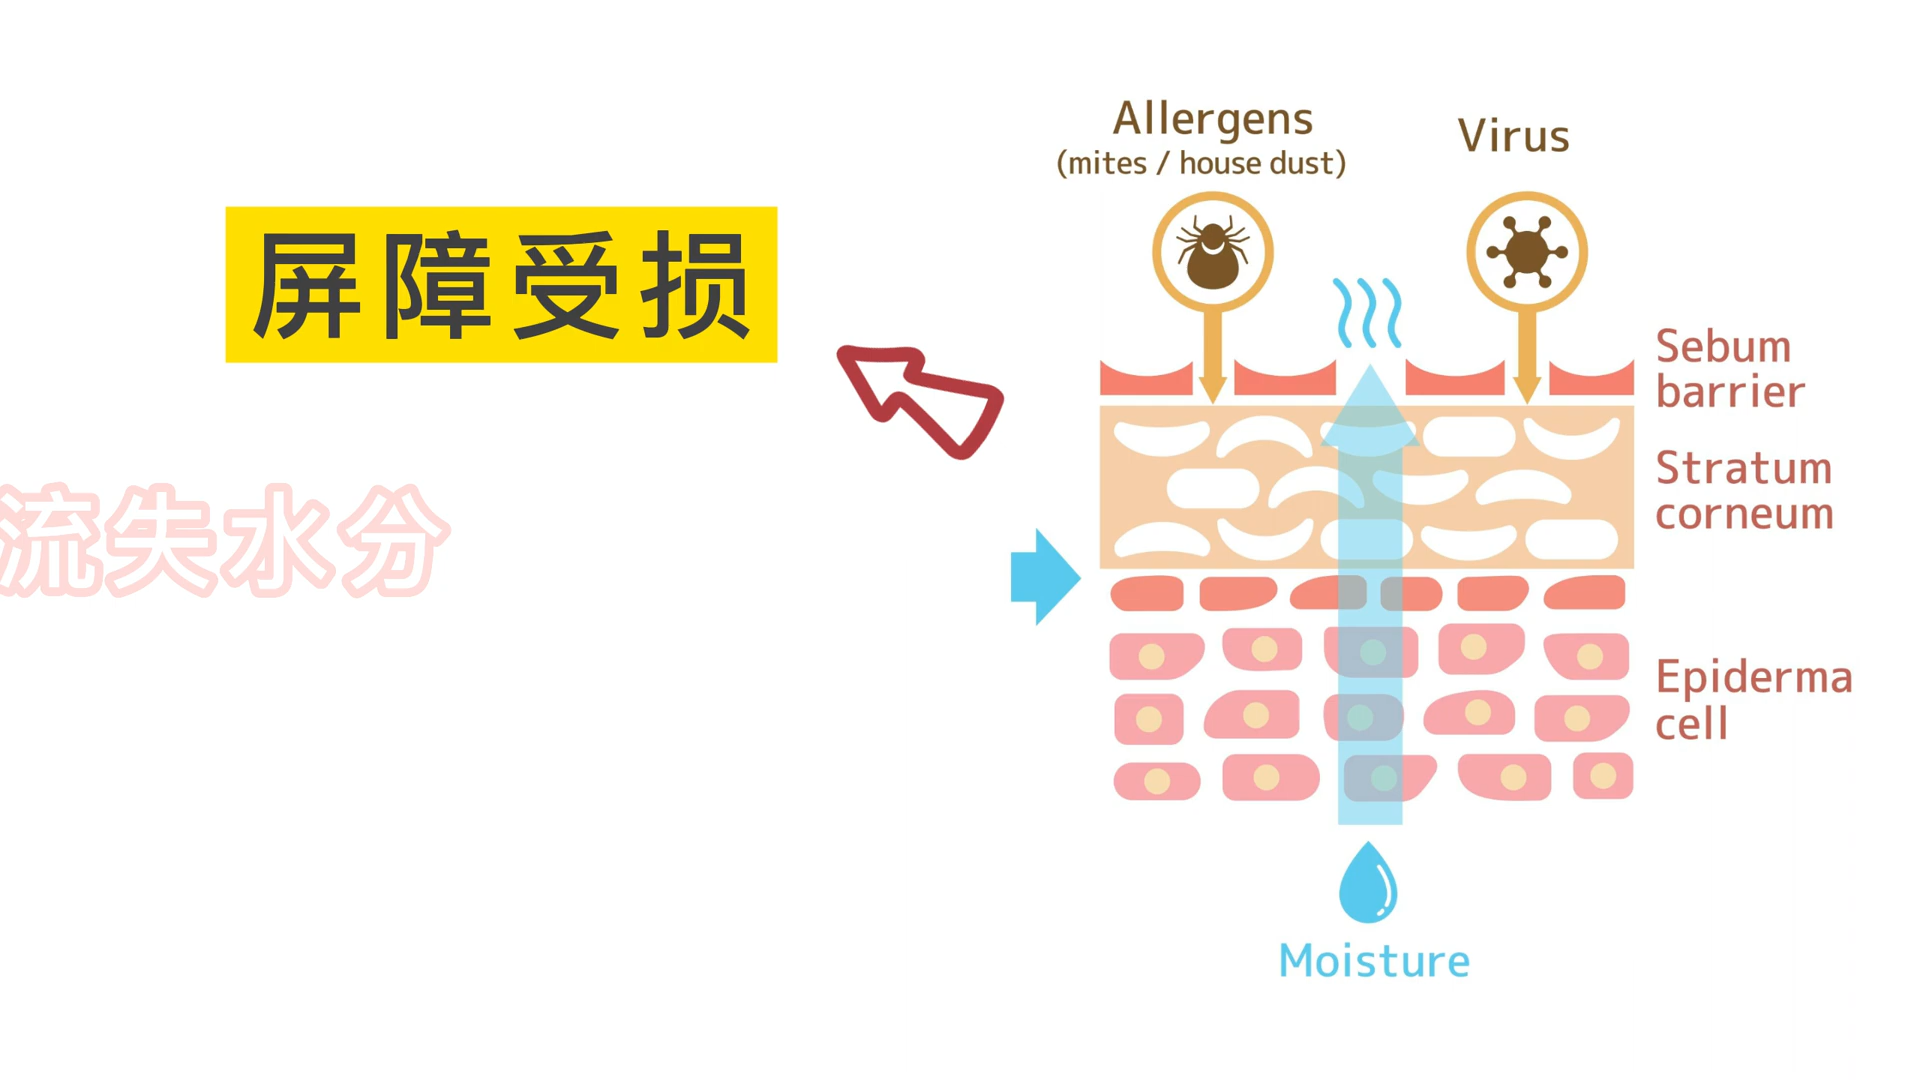 屏障受损
流失水分
Allergens
(mites / house dust)
Virus
Sebum
barrier
Stratum
corneum
Epiderma
cell
Moisture